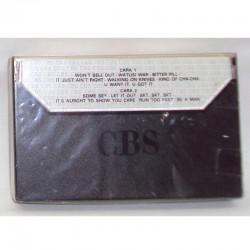 CARA 1
WON'T SELL OUT · WATUSI WAR · BITTER PILL
IT JUST AIN'T RIGHT · WALKING ON KNIVES · KING OF CHA-CHA
U WANT IT, U GOT IT
CARA 2
SOME SEX · LET IT OUT · SKT. SKT. SKT.
IT'S ALRIGHT TO SHOW YOU CARE · RUN TOO FAST · BE A MAN
CBS